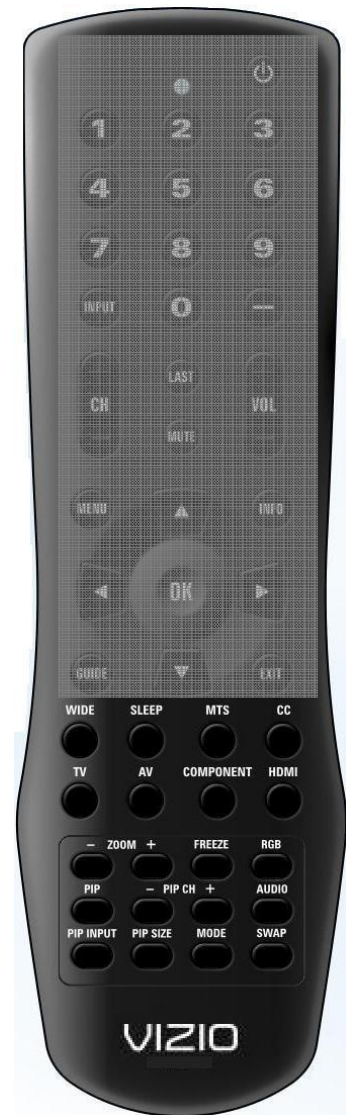 1 2 3
4 5 6
7 8 9
INPUT 0 —
LAST
CH VOL
MUTE
MENU INFO
OK
GUIDE EXIT
WIDE SLEEP MTS CC
TV AV COMPONENT HDMI
− ZOOM + FREEZE RGB
PIP − PIP CH + AUDIO
PIP INPUT PIP SIZE MODE SWAP
VIZIO